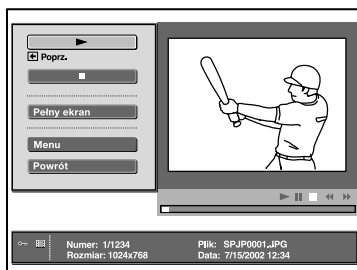 Poprz.
Pełny ekran
Menu
Powrót
Numer: 1/1234
Rozmiar: 1024x768
Plik: SPJP0001.JPG
Data: 7/15/2002 12:34